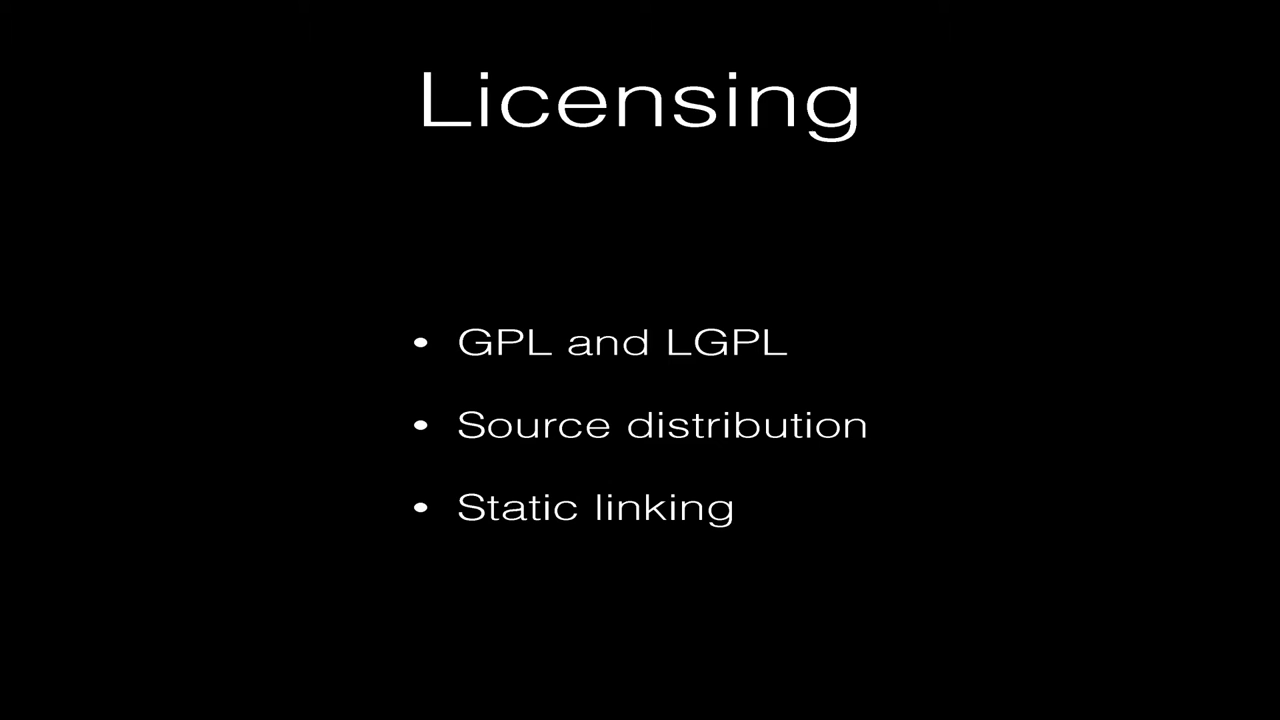 Licensing
• GPL and LGPL
• Source distribution
• Static linking